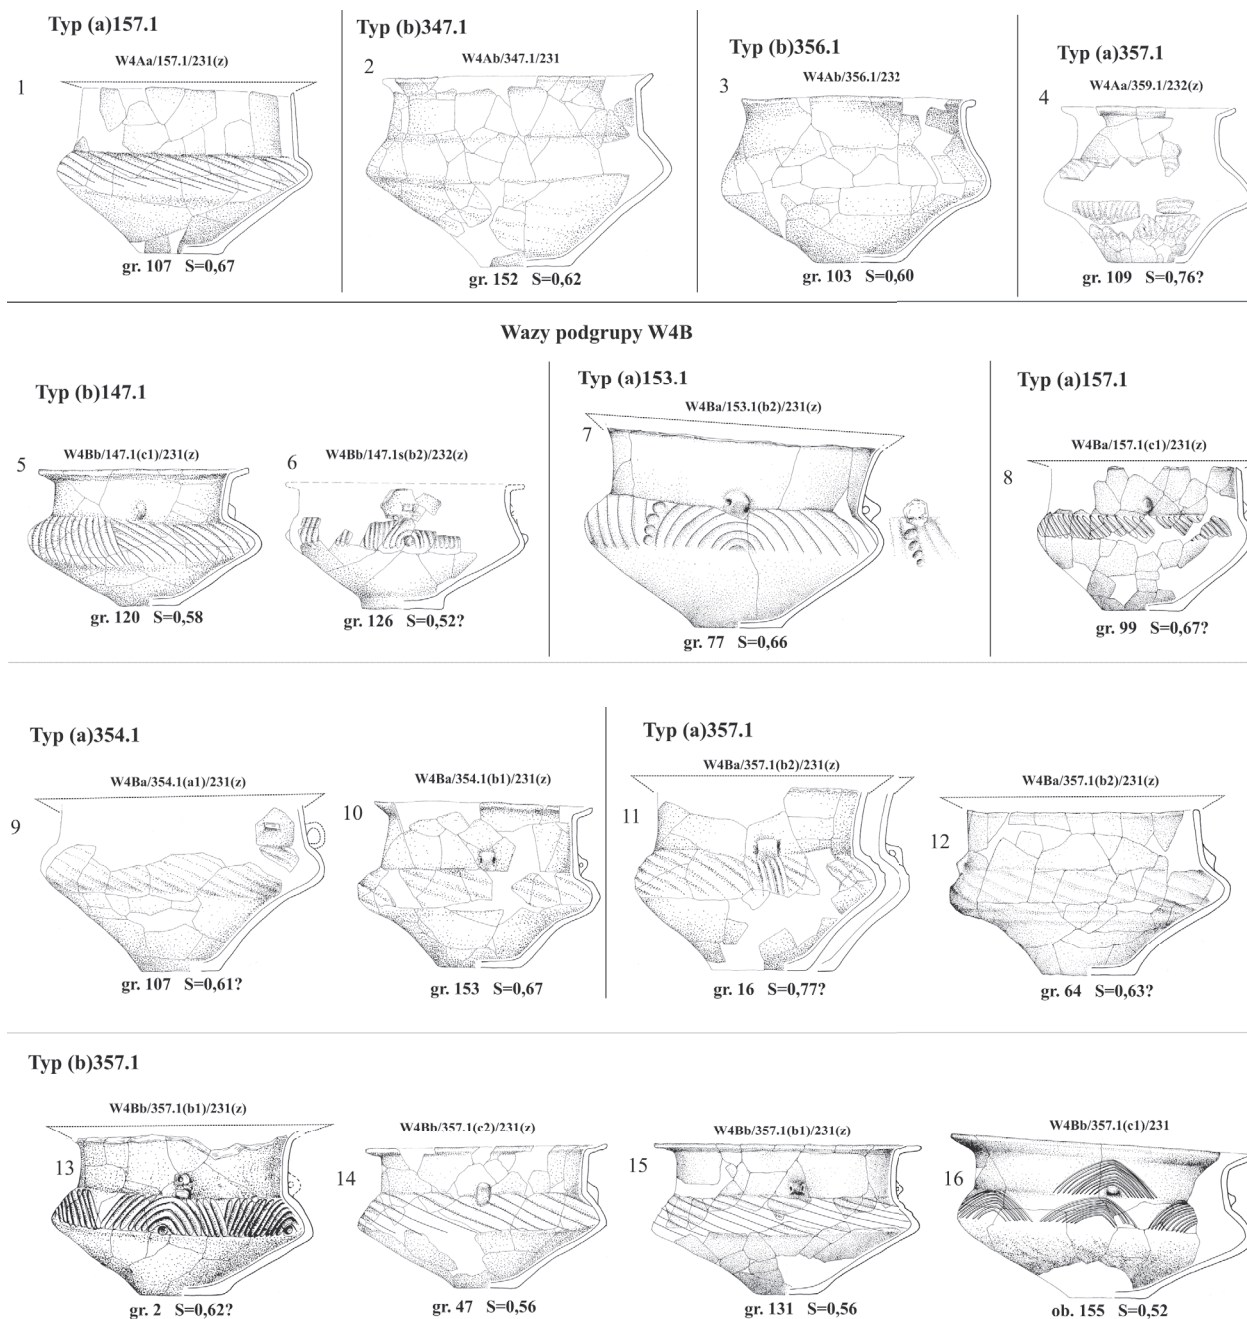 Typ (a)157.1
W4Aa/157.1/231(z)
1
gr. 107 S=0,67
Typ (b)347.1
W4Ab/347.1/231
2
gr. 152 S=0,62
Typ (b)356.1
W4Ab/356.1/232
3
gr. 103 S=0,60
Typ (a)357.1
W4Aa/359.1/232(z)
4
gr. 109 S=0,76?
Wazy podgrupy W4B
Typ (b)147.1
W4Bb/147.1(c1)/231(z)
5
gr. 120 S=0,58
W4Bb/147.1s(b2)/232(z)
6
gr. 126 S=0,52?
Typ (a)153.1
W4Ba/153.1(b2)/231(z)
7
gr. 77 S=0,66
Typ (a)157.1
W4Ba/157.1(c1)/231(z)
8
gr. 99 S=0,67?
Typ (a)354.1
W4Ba/354.1(a1)/231(z)
9
gr. 107 S=0,61?
W4Ba/354.1(b1)/231(z)
10
gr. 153 S=0,67
Typ (a)357.1
W4Ba/357.1(b2)/231(z)
11
gr. 16 S=0,77?
W4Ba/357.1(b2)/231(z)
12
gr. 64 S=0,63?
Typ (b)357.1
W4Bb/357.1(b1)/231(z)
13
gr. 2 S=0,62?
W4Bb/357.1(c2)/231(z)
14
gr. 47 S=0,56
W4Bb/357.1(b1)/231(z)
15
gr. 131 S=0,56
W4Bb/357.1(c1)/231
16
ob. 155 S=0,52